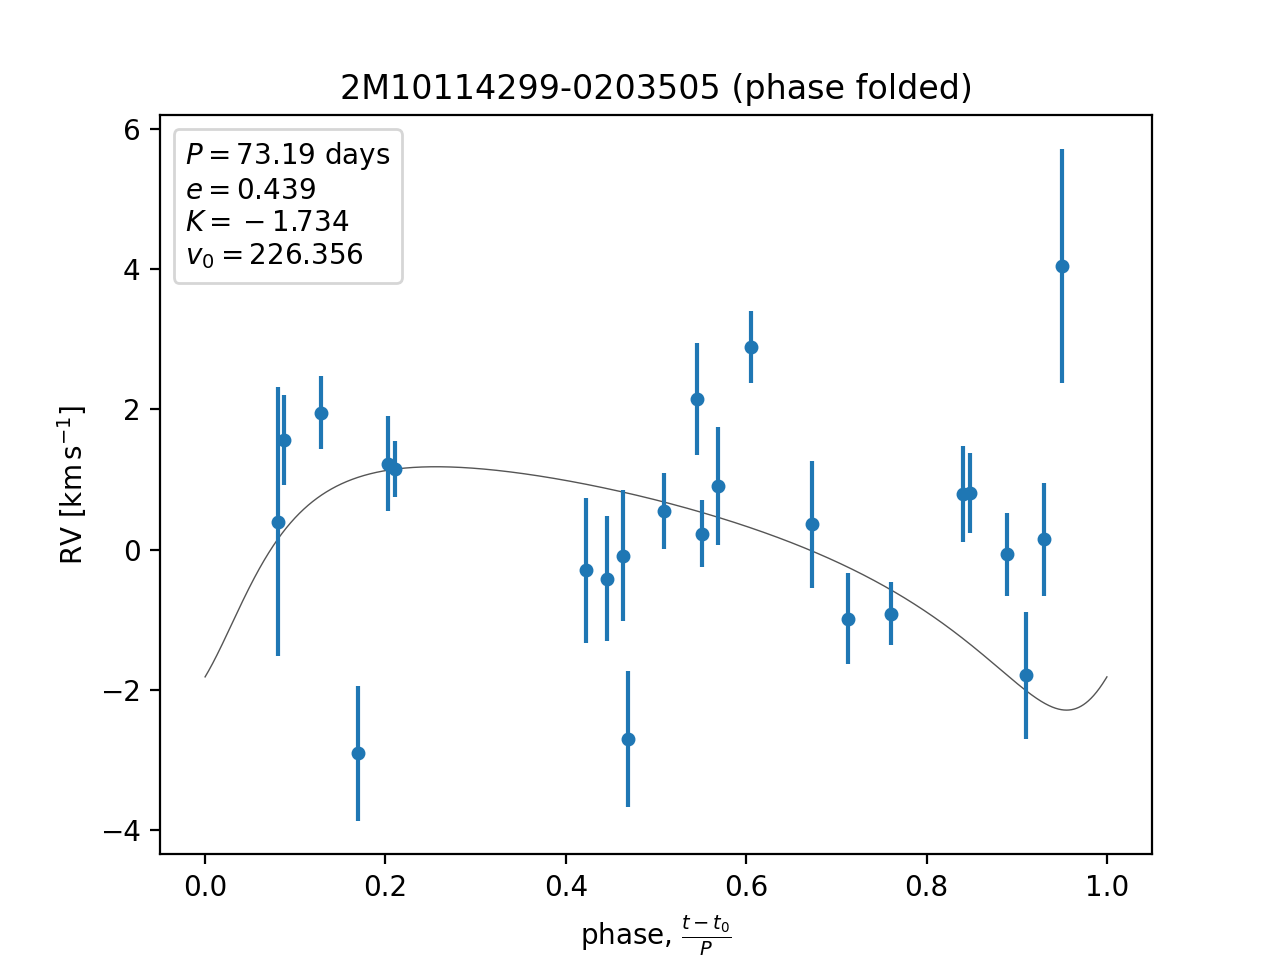 2M10114299-0203505 (phase folded)
P = 73.19 days
e = 0.439
K = −1.734
v₀ = 226.356
6
4
2
0
−2
−4
RV [km s⁻¹]
0.0 0.2 0.4 0.6 0.8 1.0
phase, (t − t₀)/P